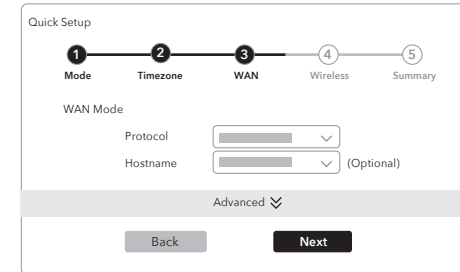 Quick Setup
1 2 3 4 5
Mode Timezone WAN Wireless Summary
WAN Mode
Protocol
Hostname (Optional)
Advanced
Back Next